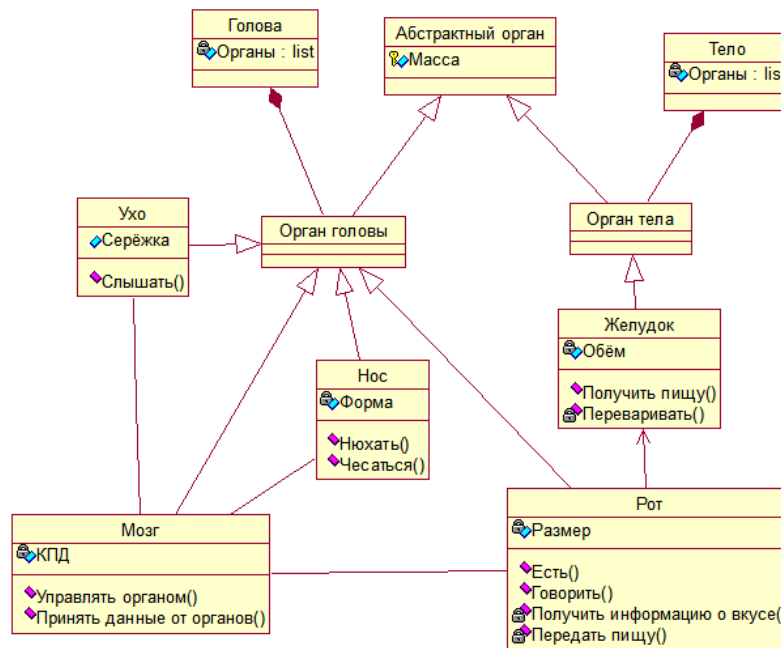 Голова
Органы : list
Абстрактный орган
Масса
Тело
Органы : lis
Ухо
Серёжка
Слышать()
Орган головы
Орган тела
Желудок
Обём
Получить пищу()
Переваривать()
Нос
Форма
Нюхать()
Чесаться()
Мозг
КПД
Управлять органом()
Принять данные от органов()
Рот
Размер
Есть()
Говорить()
Получить информацию о вкусе(
Передать пищу()